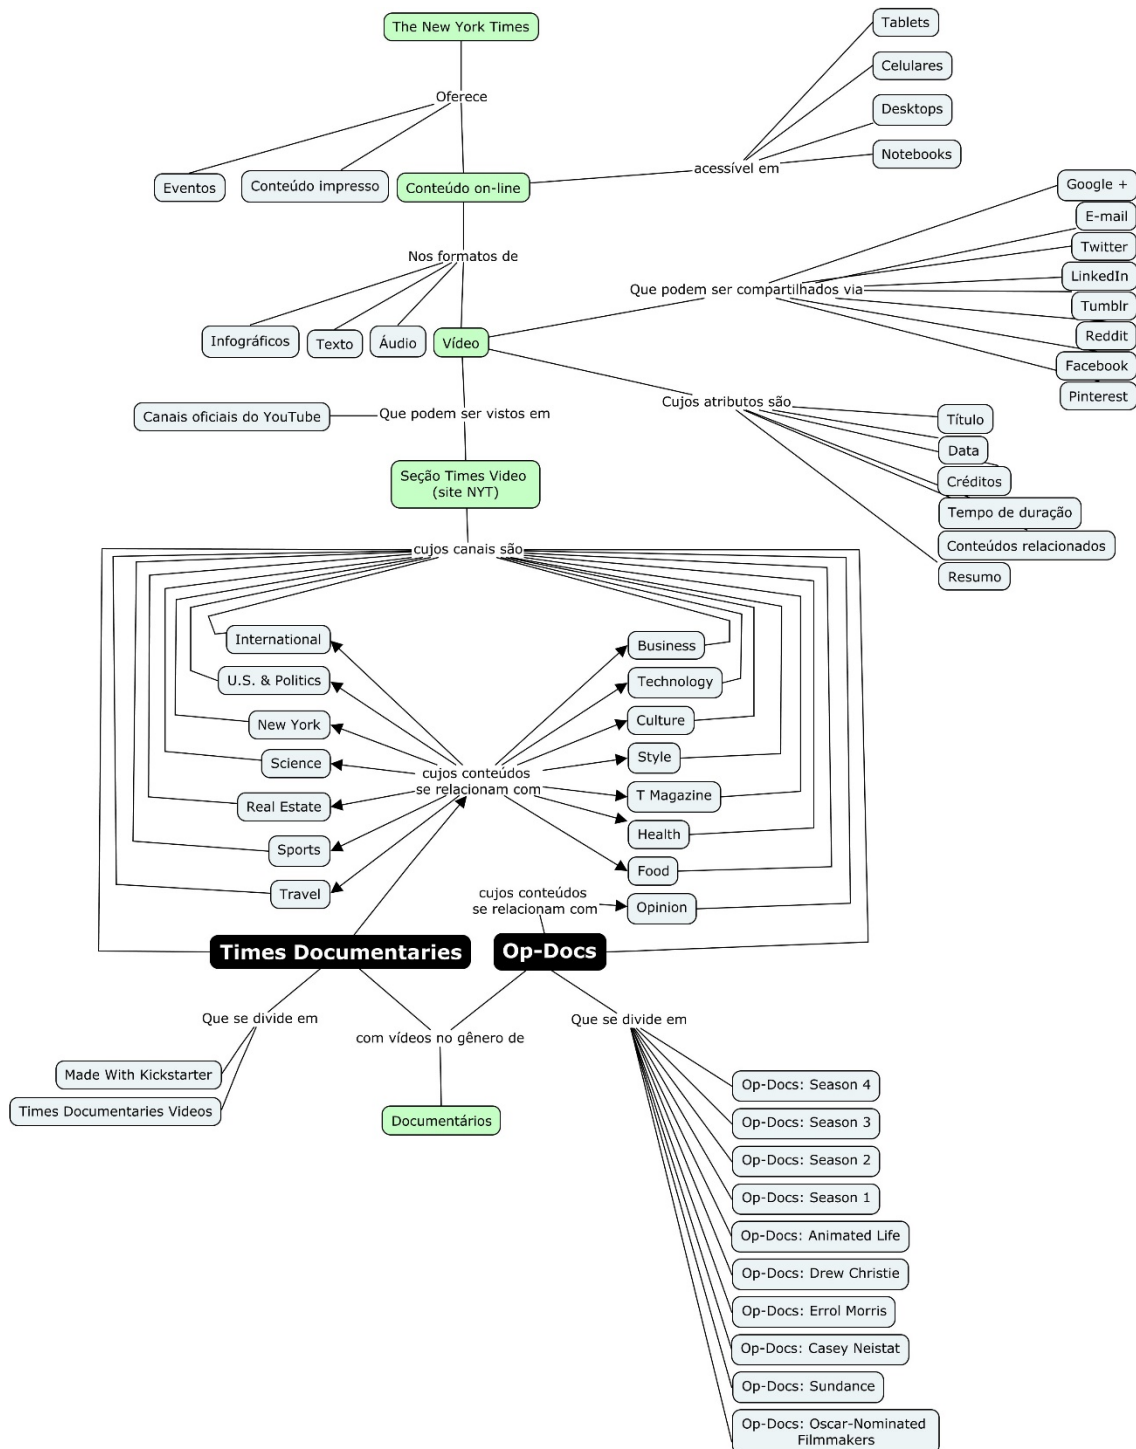 The New York Times
Tablets
Celulares
Oferece
Desktops
Notebooks
acessível em
Eventos
Conteúdo impresso
Conteúdo on-line
Google +
E-mail
Twitter
Nos formatos de
LinkedIn
Que podem ser compartilhados via
Tumblr
Reddit
Infográficos
Texto
Áudio
Vídeo
Facebook
Pinterest
Canais oficiais do YouTube
Que podem ser vistos em
Cujos atributos são
Título
Data
Créditos
Tempo de duração
Conteúdos relacionados
Resumo
Seção Times Video
(site NYT)
cujos canais são
International
U.S. & Politics
New York
Science
Real Estate
Sports
Travel
cujos conteúdos
se relacionam com
Business
Technology
Culture
Style
T Magazine
Health
Food
Opinion
cujos conteúdos
se relacionam com
Times Documentaries
Op-Docs
Que se divide em
com vídeos no gênero de
Que se divide em
Made With Kickstarter
Times Documentaries Videos
Documentários
Op-Docs: Season 4
Op-Docs: Season 3
Op-Docs: Season 2
Op-Docs: Season 1
Op-Docs: Animated Life
Op-Docs: Drew Christie
Op-Docs: Errol Morris
Op-Docs: Casey Neistat
Op-Docs: Sundance
Op-Docs: Oscar-Nominated
Filmmakers